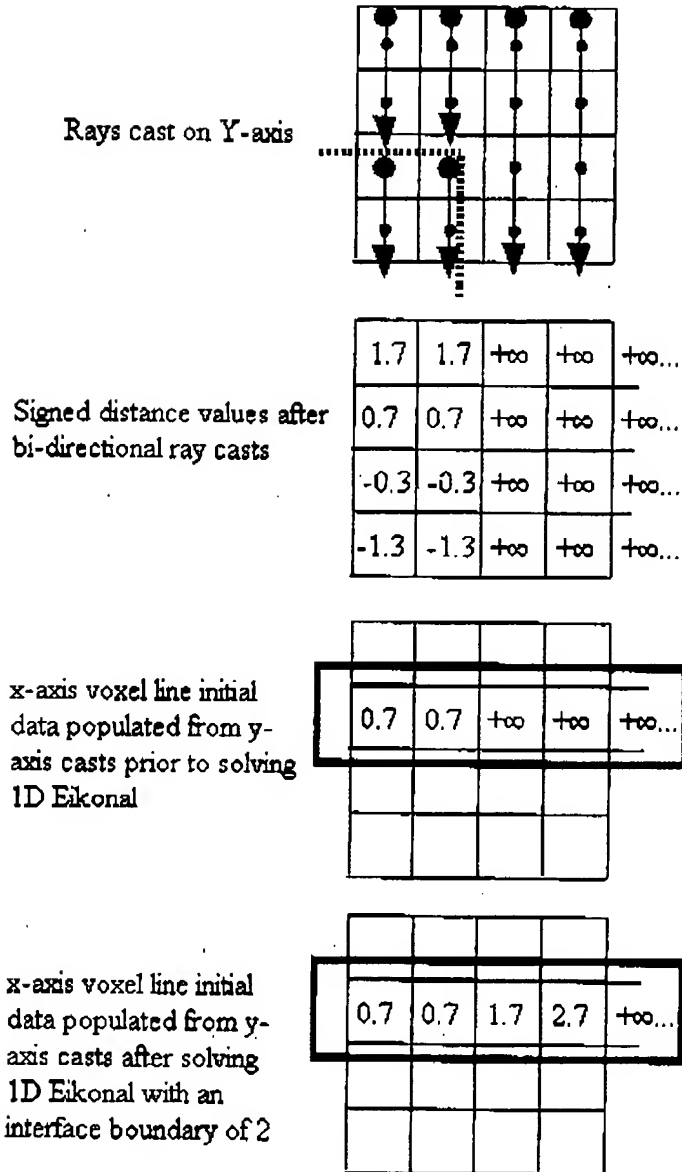 Rays cast on Y-axis
1.7 1.7 +∞ +∞ +∞...
Signed distance values after
bi-directional ray casts
0.7 0.7 +∞ +∞ +∞...
-0.3 -0.3 +∞ +∞ +∞...
-1.3 -1.3 +∞ +∞ +∞...
x-axis voxel line initial
data populated from y-
axis casts prior to solving
1D Eikonal
0.7 0.7 +∞ +∞ +∞...
x-axis voxel line initial
data populated from y-
axis casts after solving
1D Eikonal with an
interface boundary of 2
0.7 0.7 1.7 2.7 +∞...